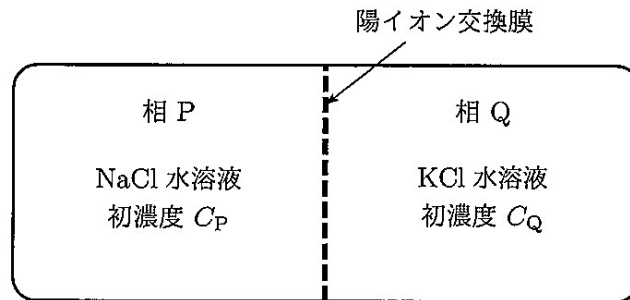 陽イオン交換膜
相 P
NaCl 水溶液
初濃度 C_P
相 Q
KCl 水溶液
初濃度 C_Q